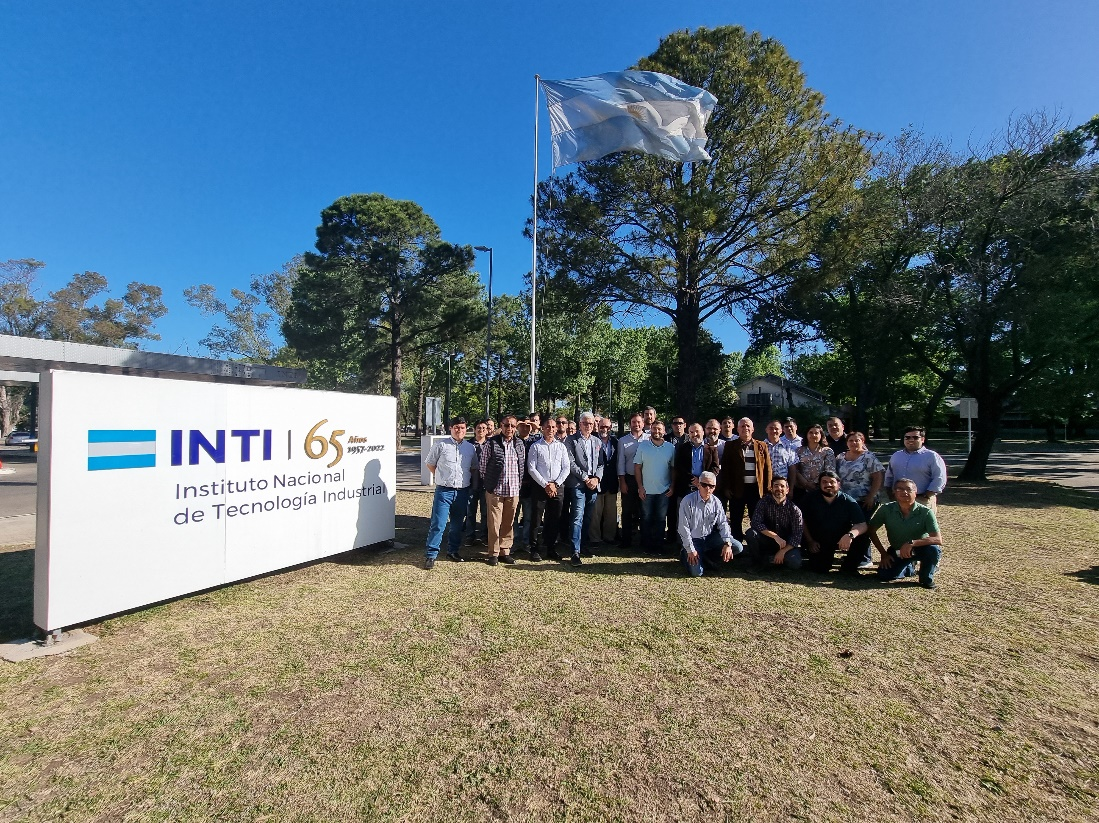 INTI | 65 Años
1957-2022
Instituto Nacional
de Tecnología Industrial